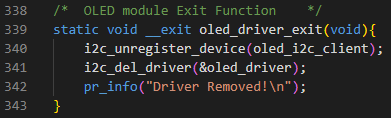 338 /*  OLED module Exit Function    */
339 static void __exit oled_driver_exit(void){
340     i2c_unregister_device(oled_i2c_client);
341     i2c_del_driver(&oled_driver);
342     pr_info("Driver Removed!\n");
343 }